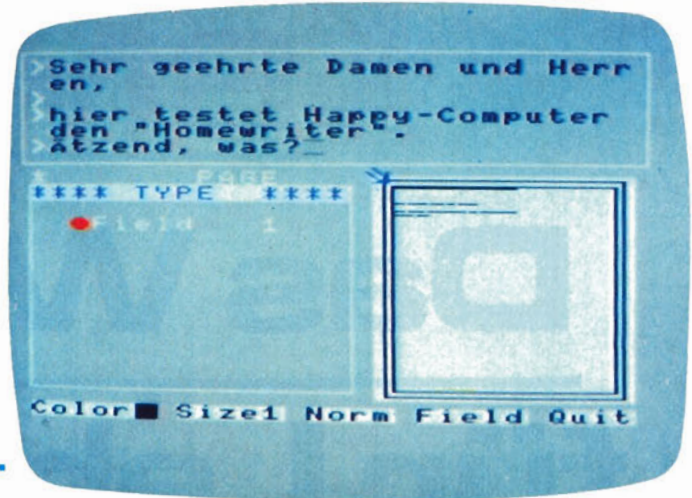 >Sehr geehrte Damen und Herr
en,
>
>hier testet Happy-Computer
den "Homewriter".
>Ätzend, was?_
* PAGE
**** TYPE ****
Field 1
Color Size1 Norm Field Quit